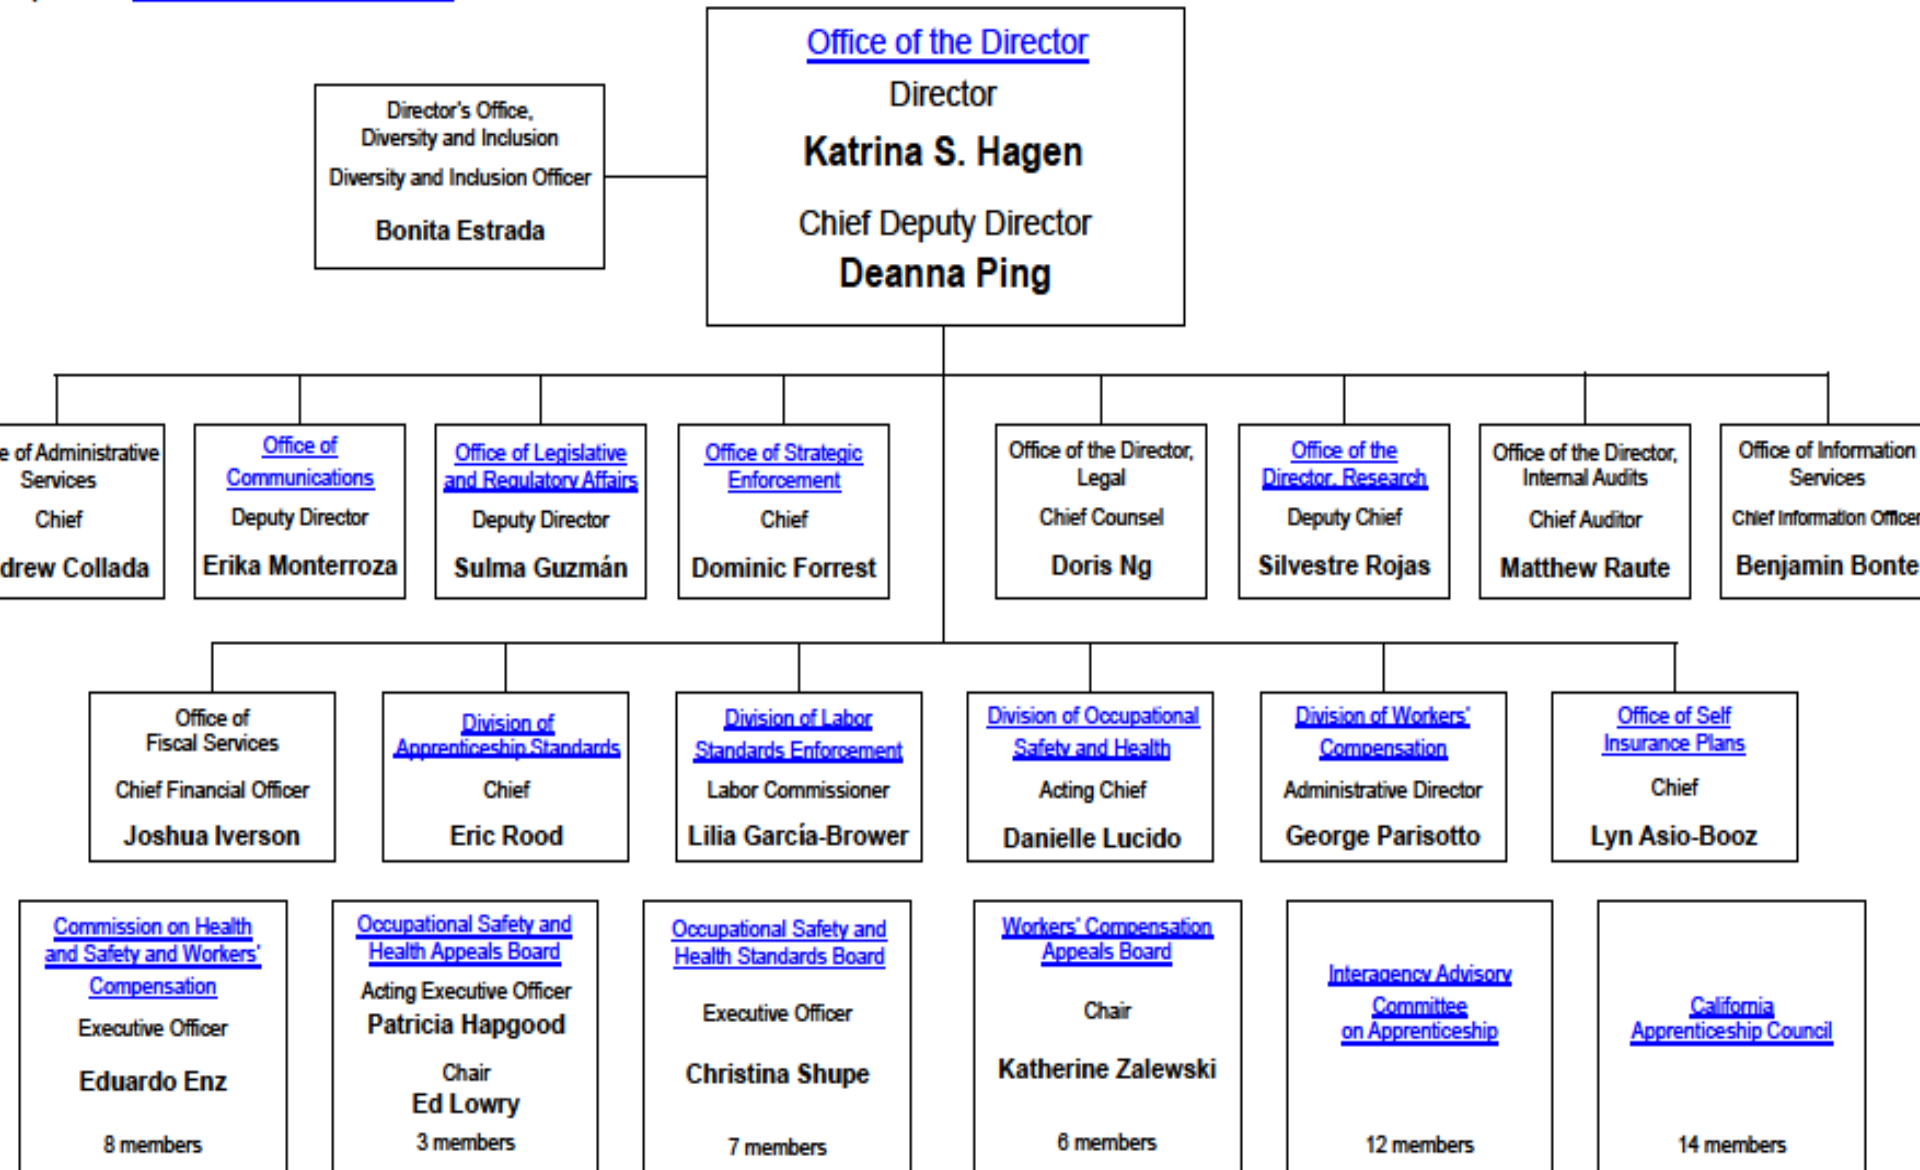 Office of the Director
Director
Katrina S. Hagen
Chief Deputy Director
Deanna Ping
Director's Office,
Diversity and Inclusion
Diversity and Inclusion Officer
Bonita Estrada
e of Administrative
Services
Chief
drew Collada
Office of
Communications
Deputy Director
Erika Monterroza
Office of Legislative
and Regulatory Affairs
Deputy Director
Sulma Guzmán
Office of Strategic
Enforcement
Chief
Dominic Forrest
Office of the Director,
Legal
Chief Counsel
Doris Ng
Office of the
Director, Research
Deputy Chief
Silvestre Rojas
Office of the Director,
Internal Audits
Chief Auditor
Matthew Raute
Office of Information
Services
Chief Information Officer
Benjamin Bonte
Office of
Fiscal Services
Chief Financial Officer
Joshua Iverson
Division of
Apprenticeship Standards
Chief
Eric Rood
Division of Labor
Standards Enforcement
Labor Commissioner
Lilia García-Brower
Division of Occupational
Safety and Health
Acting Chief
Danielle Lucido
Division of Workers'
Compensation
Administrative Director
George Parisotto
Office of Self
Insurance Plans
Chief
Lyn Asio-Booz
Commission on Health
and Safety and Workers'
Compensation
Executive Officer
Eduardo Enz
8 members
Occupational Safety and
Health Appeals Board
Acting Executive Officer
Patricia Hapgood
Chair
Ed Lowry
3 members
Occupational Safety and
Health Standards Board
Executive Officer
Christina Shupe
7 members
Workers' Compensation
Appeals Board
Chair
Katherine Zalewski
6 members
Interagency Advisory
Committee
on Apprenticeship
12 members
California
Apprenticeship Council
14 members